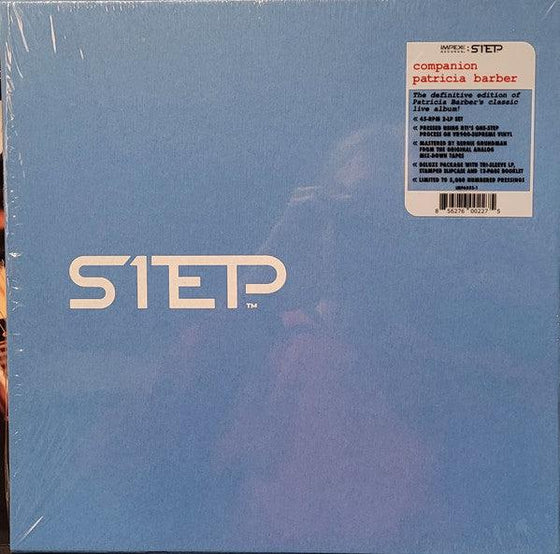 IMPEX RECORDS. S1EP
companion
patricia barber
The definitive edition of
Patricia Barber's classic
live album!
« 45-RPM 2-LP SET
« PRESSED USING RTI'S ONE-STEP
PROCESS ON VR900-SUPREME VINYL
« MASTERED BY BERNIE GRUNDMAN
FROM THE ORIGINAL ANALOG
MIX-DOWN TAPES
« DELUXE PACKAGE WITH TRI-SLEEVE LP,
STAMPED SLIPCASE AND 12-PAGE BOOKLET
« LIMITED TO 5,000 NUMBERED PRESSINGS
8 56276 00227 5
S1EP™